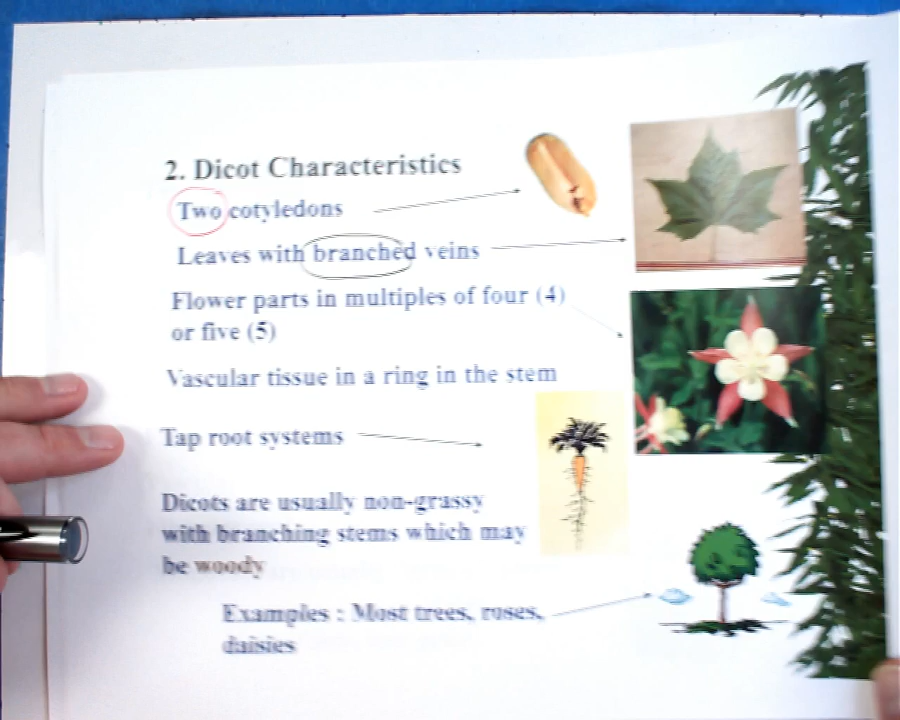 2. Dicot Characteristics
Two cotyledons
Leaves with branched veins
Flower parts in multiples of four (4)
or five (5)
Vascular tissue in a ring in the stem
Tap root systems
Dicots are usually non-grassy
with branching stems which may
be woody
Examples : Most trees, roses,
daisies